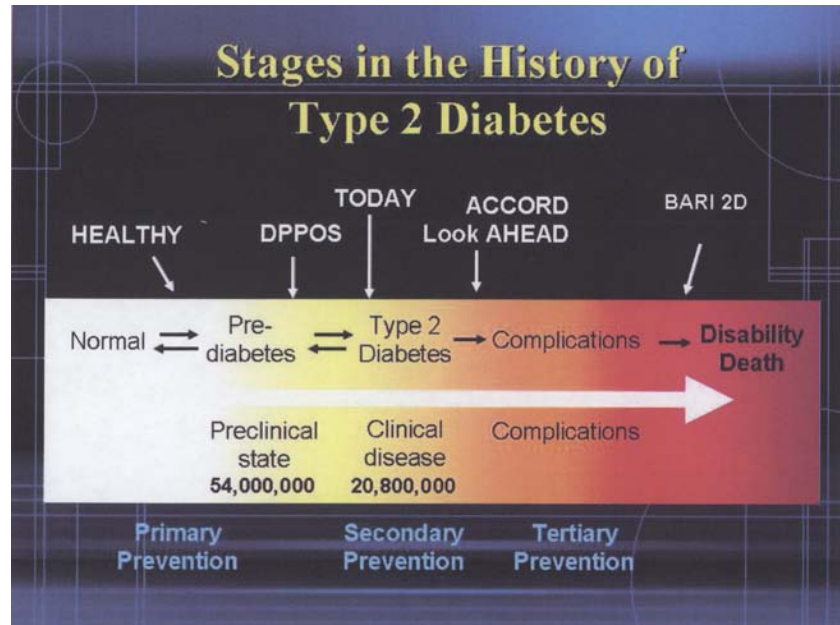 Stages in the History of
Type 2 Diabetes
TODAY
ACCORD
BARI 2D
HEALTHY
DPPOS
Look AHEAD
Normal
Pre-
diabetes
Type 2
Diabetes
Complications
Disability
Death
Preclinical
state
54,000,000
Clinical
disease
20,800,000
Complications
Primary
Prevention
Secondary
Prevention
Tertiary
Prevention